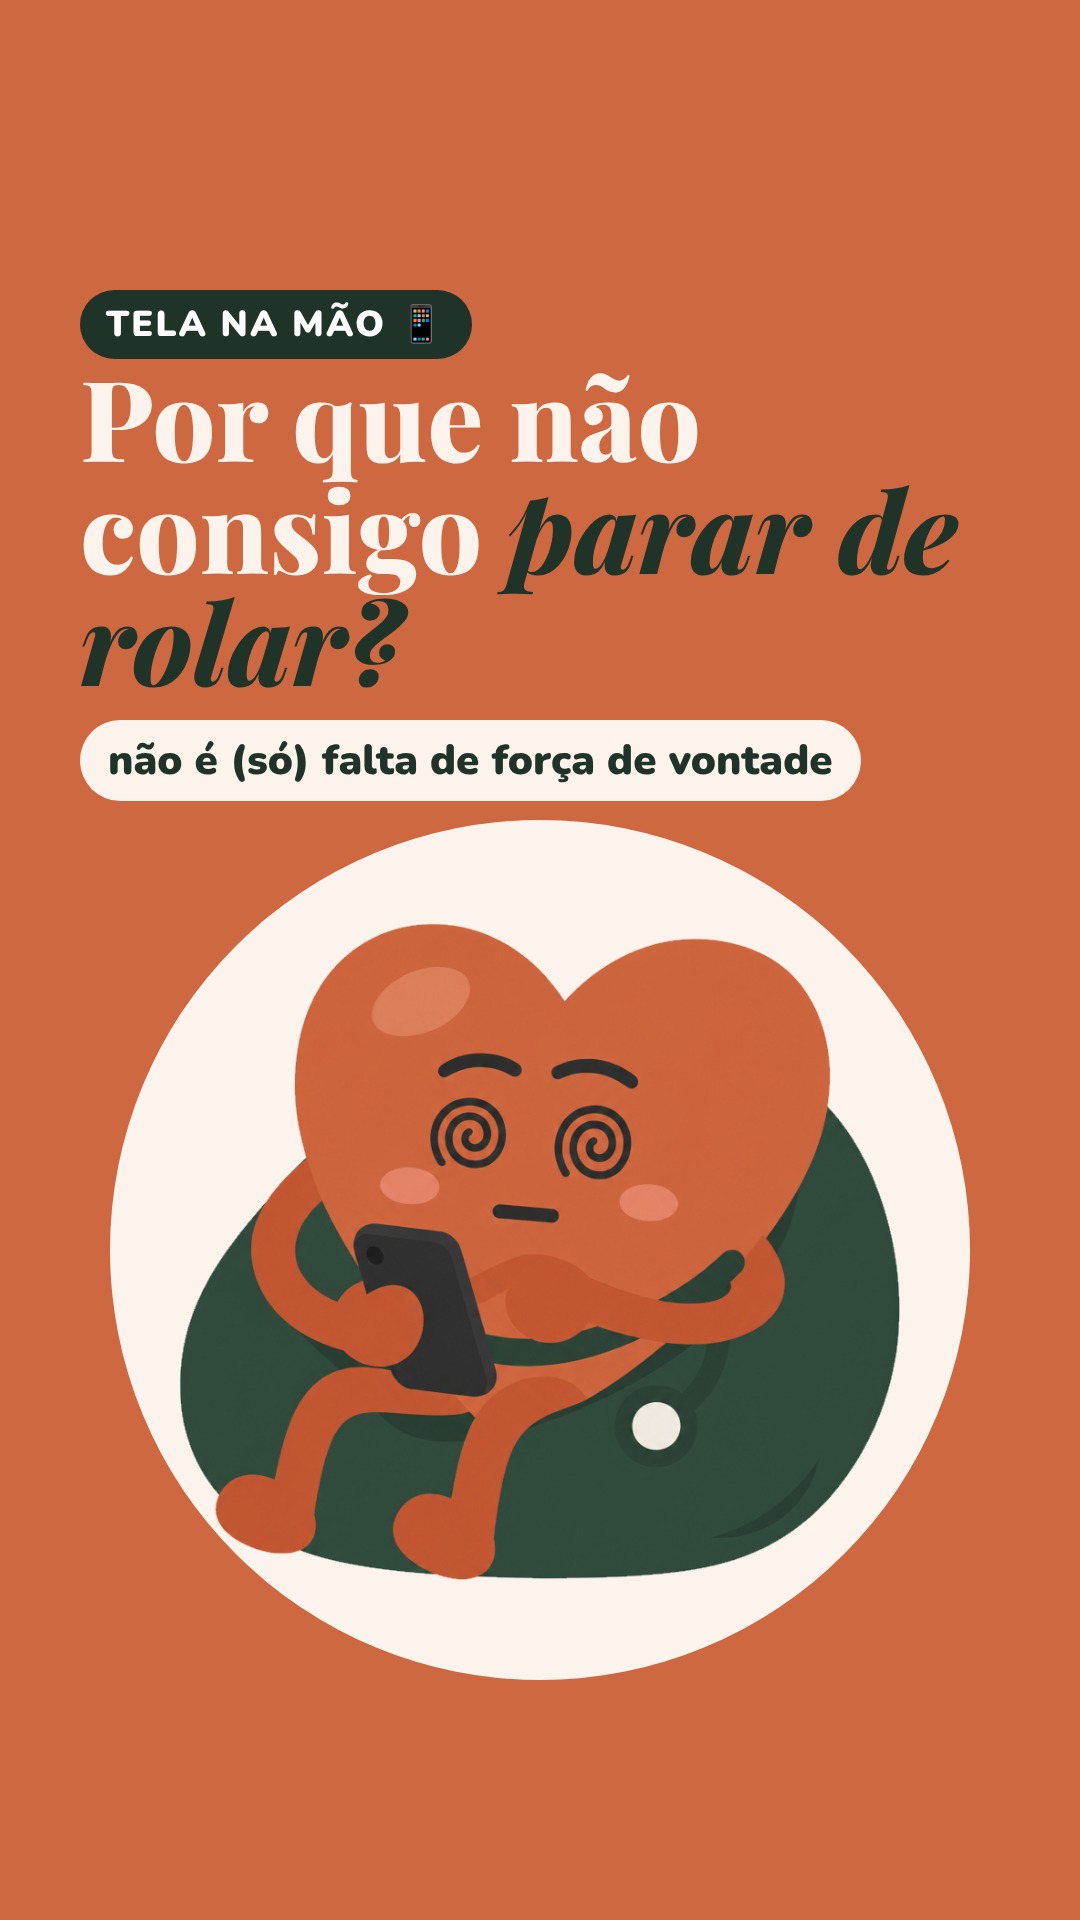 TELA NA MÃO 📱
Por que não
consigo parar de
rolar?
não é (só) falta de força de vontade